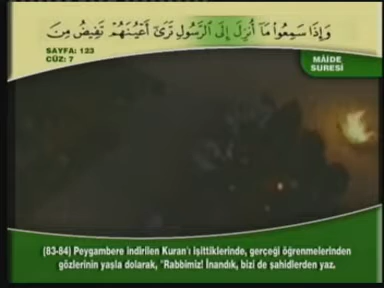 وَإِذَا سَمِعُوا۟ مَآ أُنزِلَ إِلَى ٱلرَّسُولِ تَرَىٰٓ أَعْيُنَهُمْ تَفِيضُ مِنَ
SAYFA: 123
CÜZ: 7
MÂİDE
SURESİ
(83-84) Peygambere indirilen Kuran'ı işittiklerinde, gerçeği öğrenmelerinden
gözlerinin yaşla dolarak, "Rabbimiz! İnandık, bizi de şahidlerden yaz.